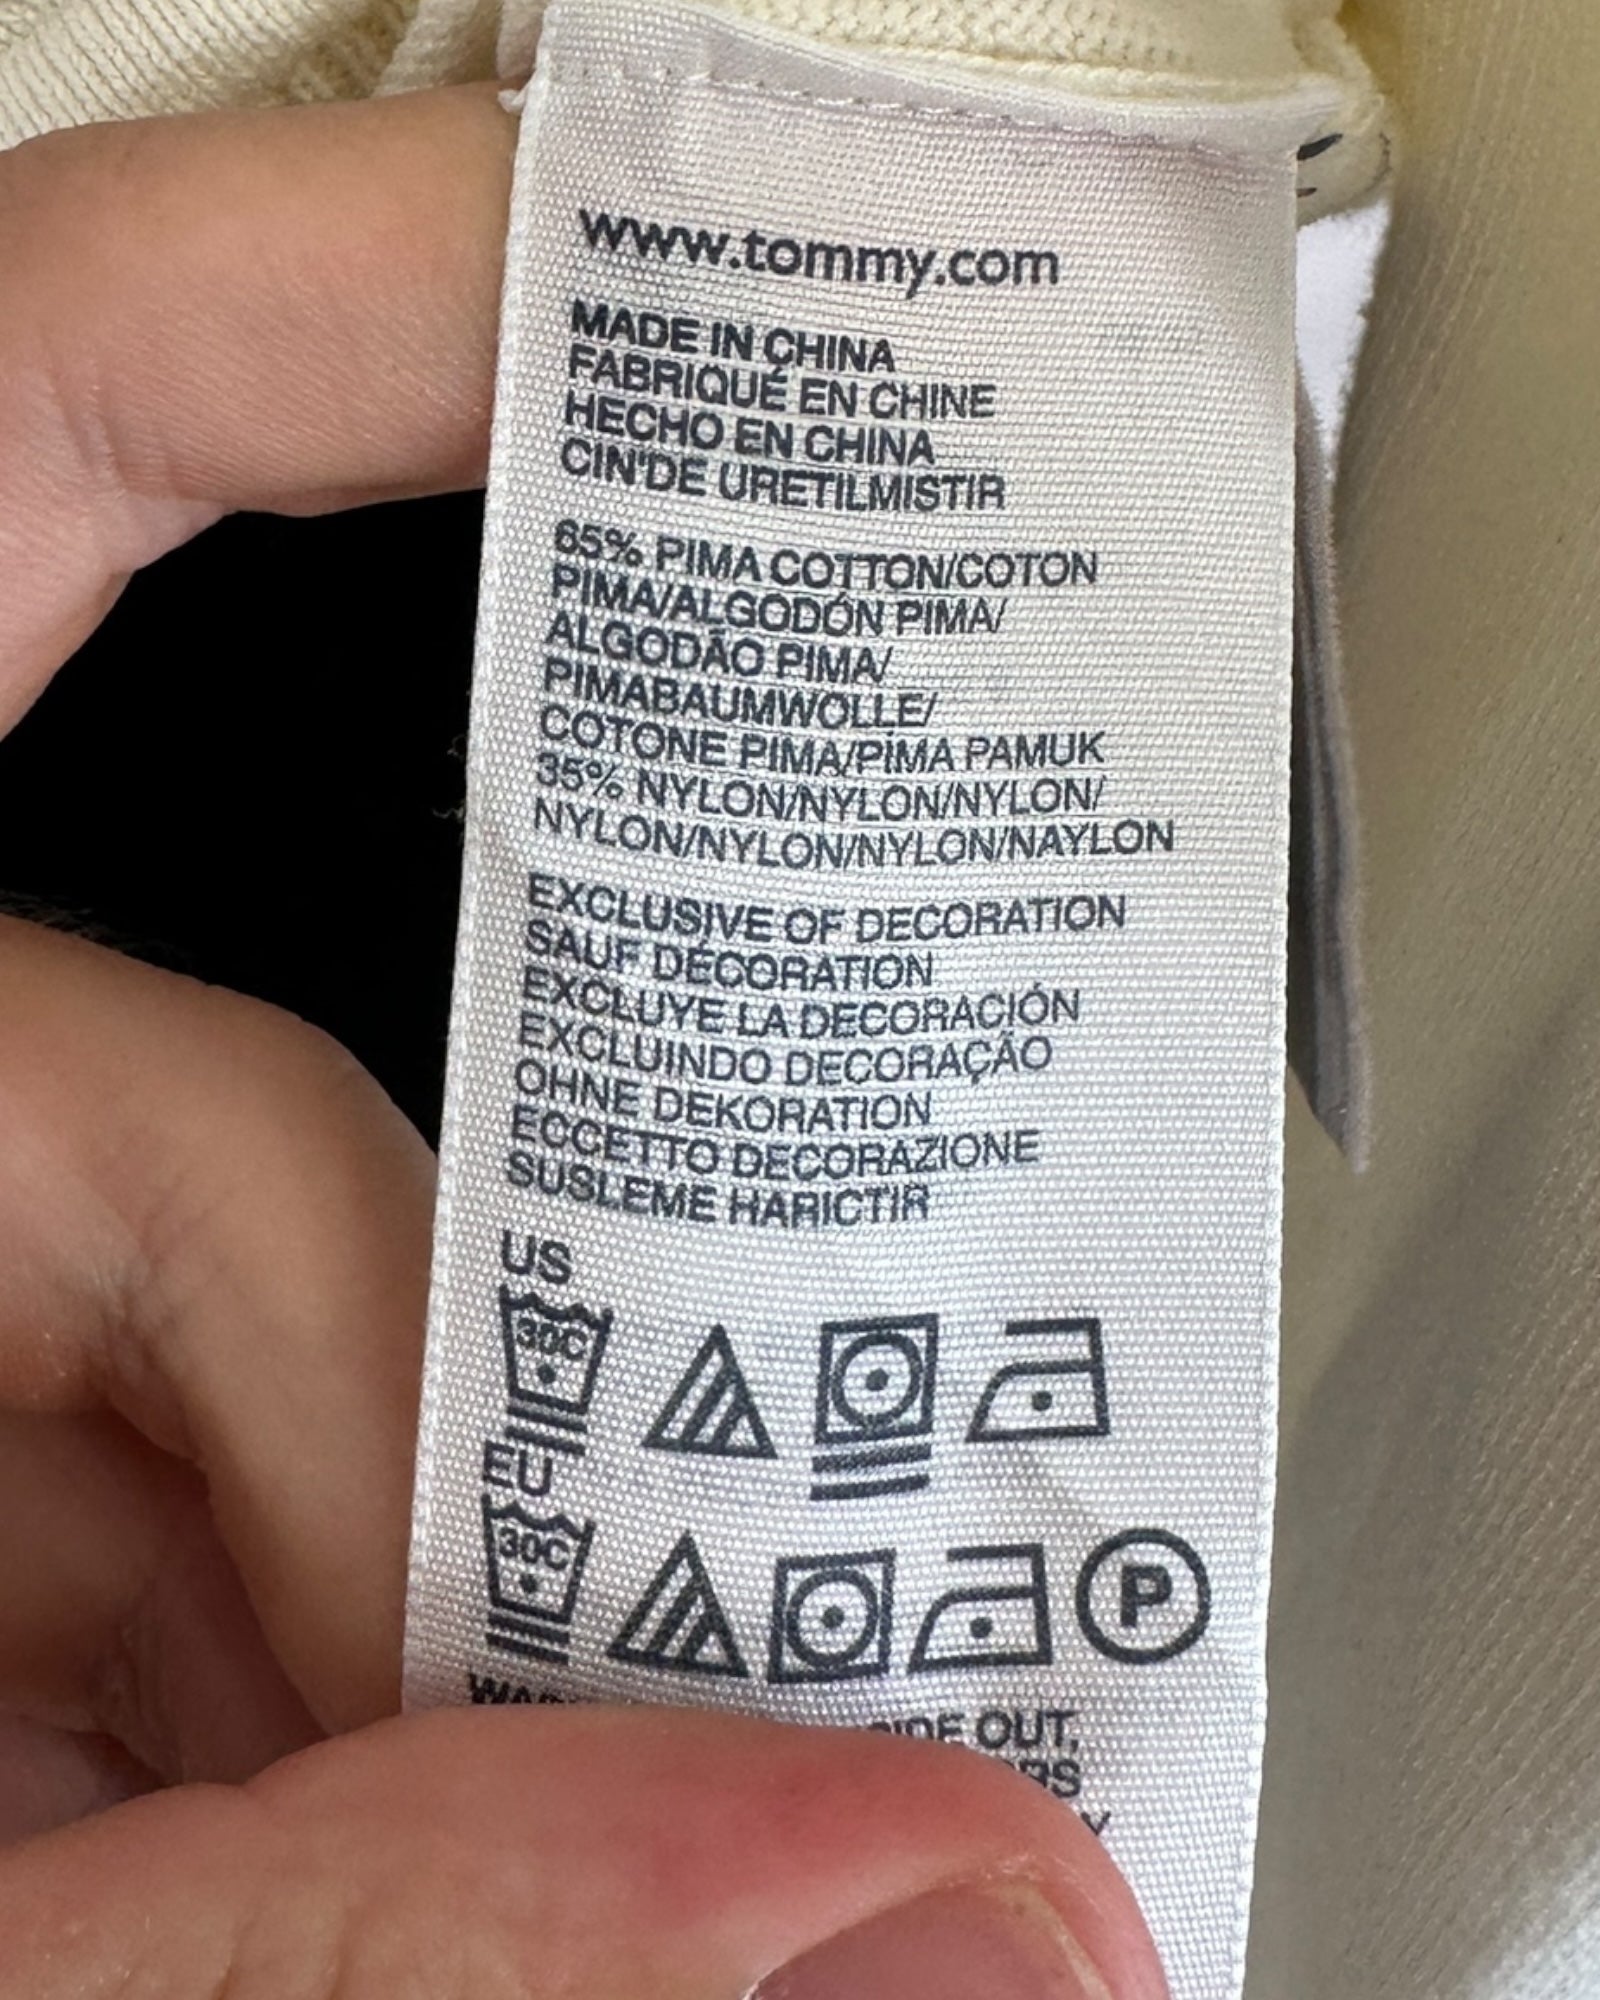 www.tommy.com
MADE IN CHINA
FABRIQUÉ EN CHINE
HECHO EN CHINA
CIN'DE URETILMISTIR
65% PIMA COTTON/COTON
PIMA/ALGODÓN PIMA/
ALGODÃO PIMA/
PIMABAUMWOLLE/
COTONE PIMA/PIMA PAMUK
35% NYLON/NYLON/NYLON/
NYLON/NYLON/NYLON/NAYLON
EXCLUSIVE OF DECORATION
SAUF DÉCORATION
EXCLUYE LA DECORACIÓN
EXCLUINDO DECORAÇÃO
OHNE DEKORATION
ECCETTO DECORAZIONE
SUSLEME HARICTIR
US
30C
EU
30C P
OUT,